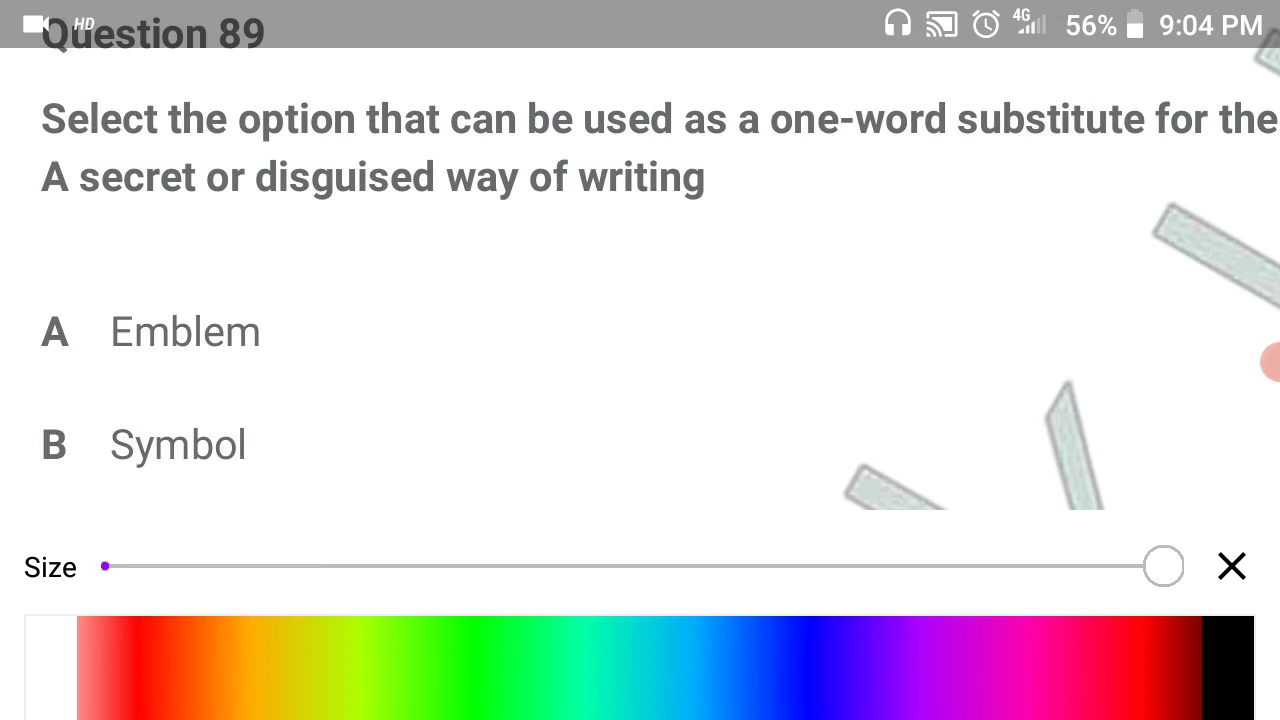 HD 4G 56% 9:04 PM
Question 89
Select the option that can be used as a one-word substitute for the
A secret or disguised way of writing
A Emblem
B Symbol
Size